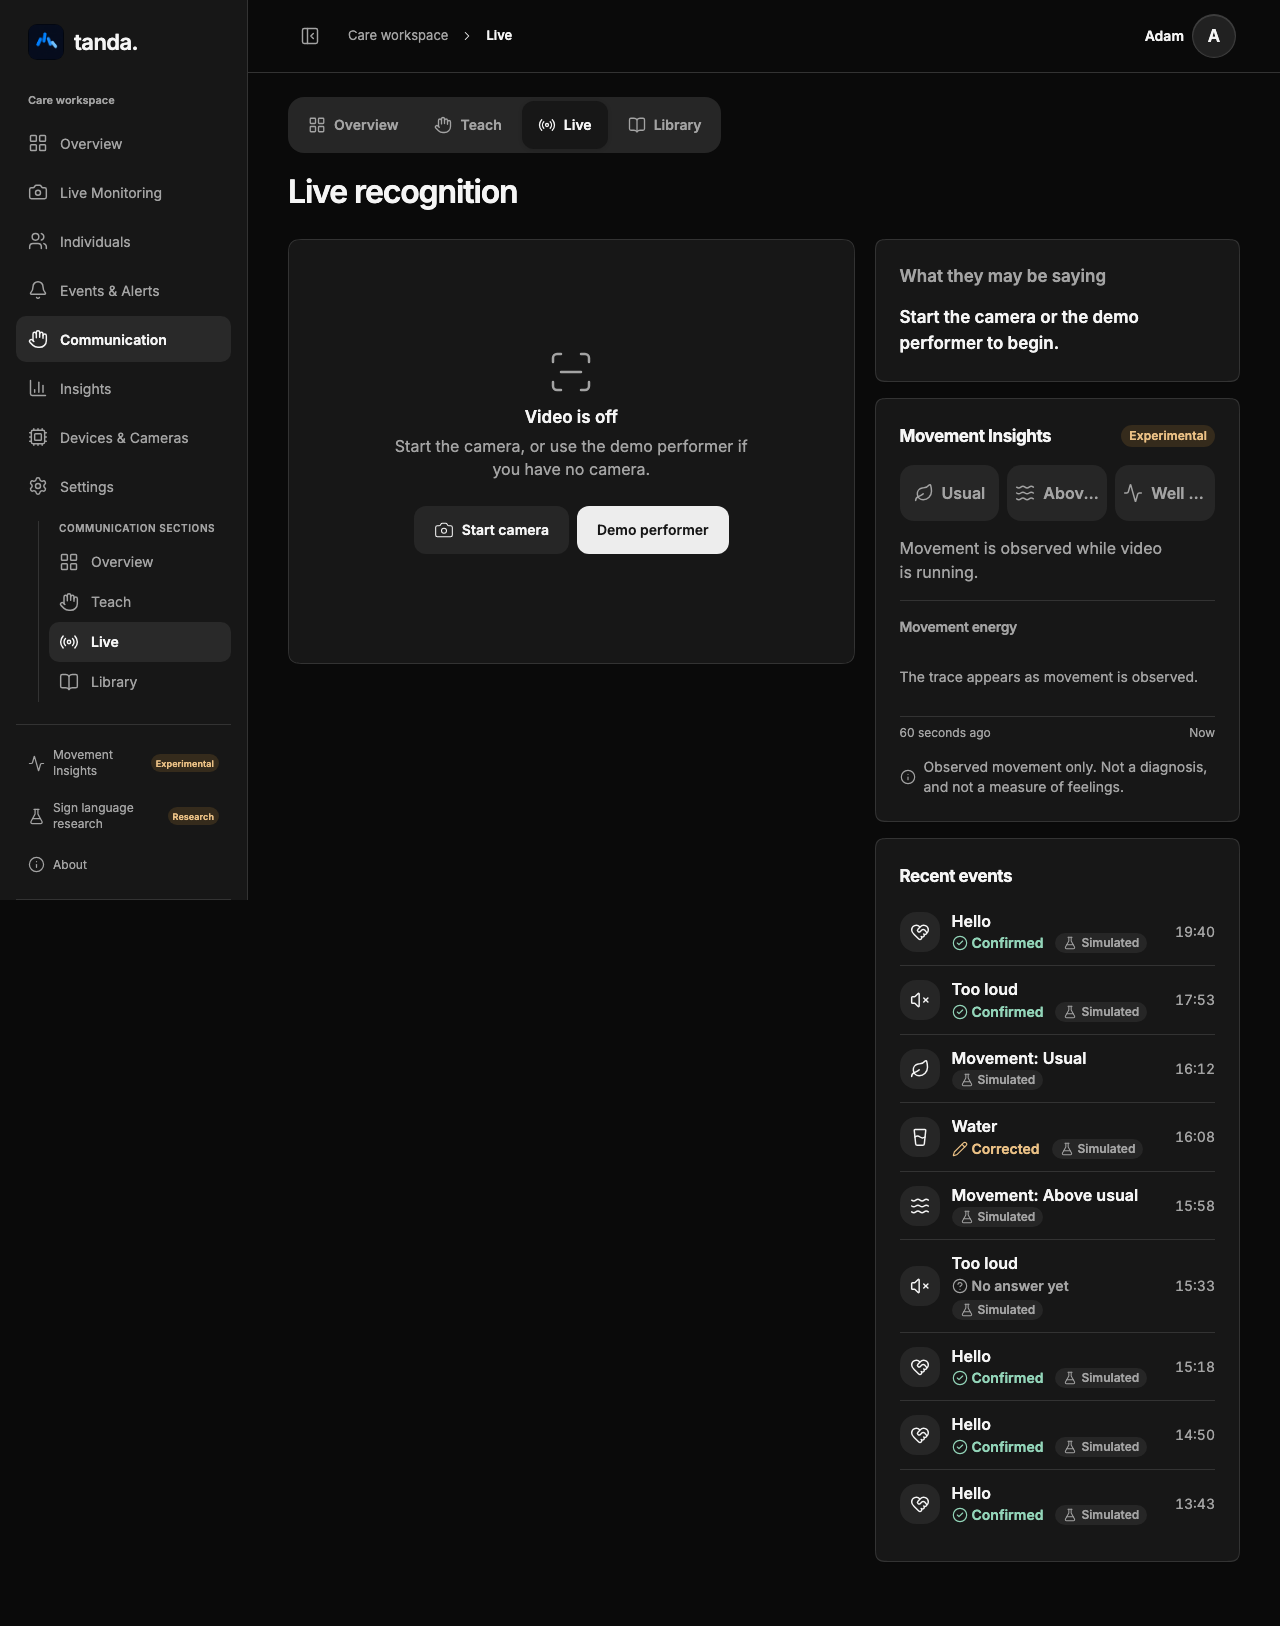 tanda.
Care workspace
Overview
Live Monitoring
Individuals
Events & Alerts
Communication
Insights
Devices & Cameras
Settings
COMMUNICATION SECTIONS
Overview
Teach
Live
Library
Movement
Insights
Experimental
Sign language
research
Research
About
Care workspace > Live
Adam
A
Overview
Teach
Live
Library
Live recognition
Video is off
Start the camera, or use the demo performer if
you have no camera.
Start camera
Demo performer
What they may be saying
Start the camera or the demo
performer to begin.
Movement Insights
Experimental
Usual
Abov...
Well ...
Movement is observed while video
is running.
Movement energy
The trace appears as movement is observed.
60 seconds ago
Now
Observed movement only. Not a diagnosis,
and not a measure of feelings.
Recent events
Hello
Confirmed
Simulated
19:40
Too loud
Confirmed
Simulated
17:53
Movement: Usual
Simulated
16:12
Water
Corrected
Simulated
16:08
Movement: Above usual
Simulated
15:58
Too loud
No answer yet
Simulated
15:33
Hello
Confirmed
Simulated
15:18
Hello
Confirmed
Simulated
14:50
Hello
Confirmed
Simulated
13:43